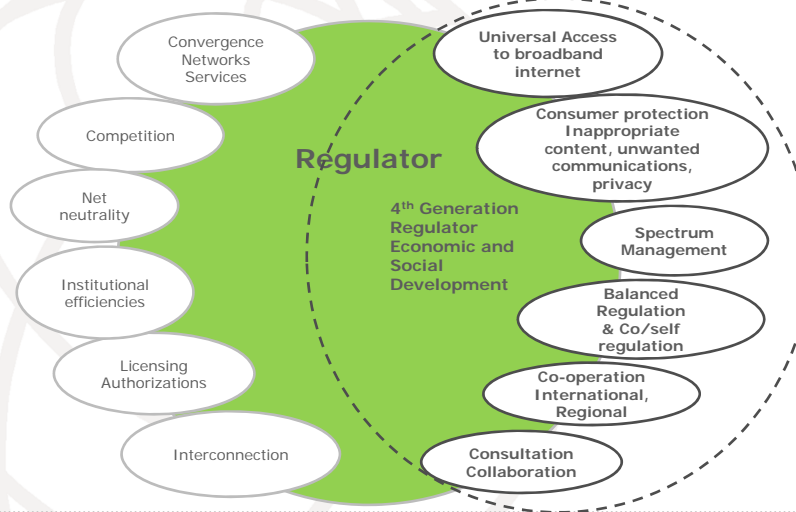 Convergence
Networks
Services
Competition
Net
neutrality
Institutional
efficiencies
Licensing
Authorizations
Interconnection
Regulator
4th Generation
Regulator
Economic and
Social
Development
Universal Access
to broadband
internet
Consumer protection
Inappropriate
content, unwanted
communications,
privacy
Spectrum
Management
Balanced
Regulation
& Co/self
regulation
Co-operation
International,
Regional
Consultation
Collaboration